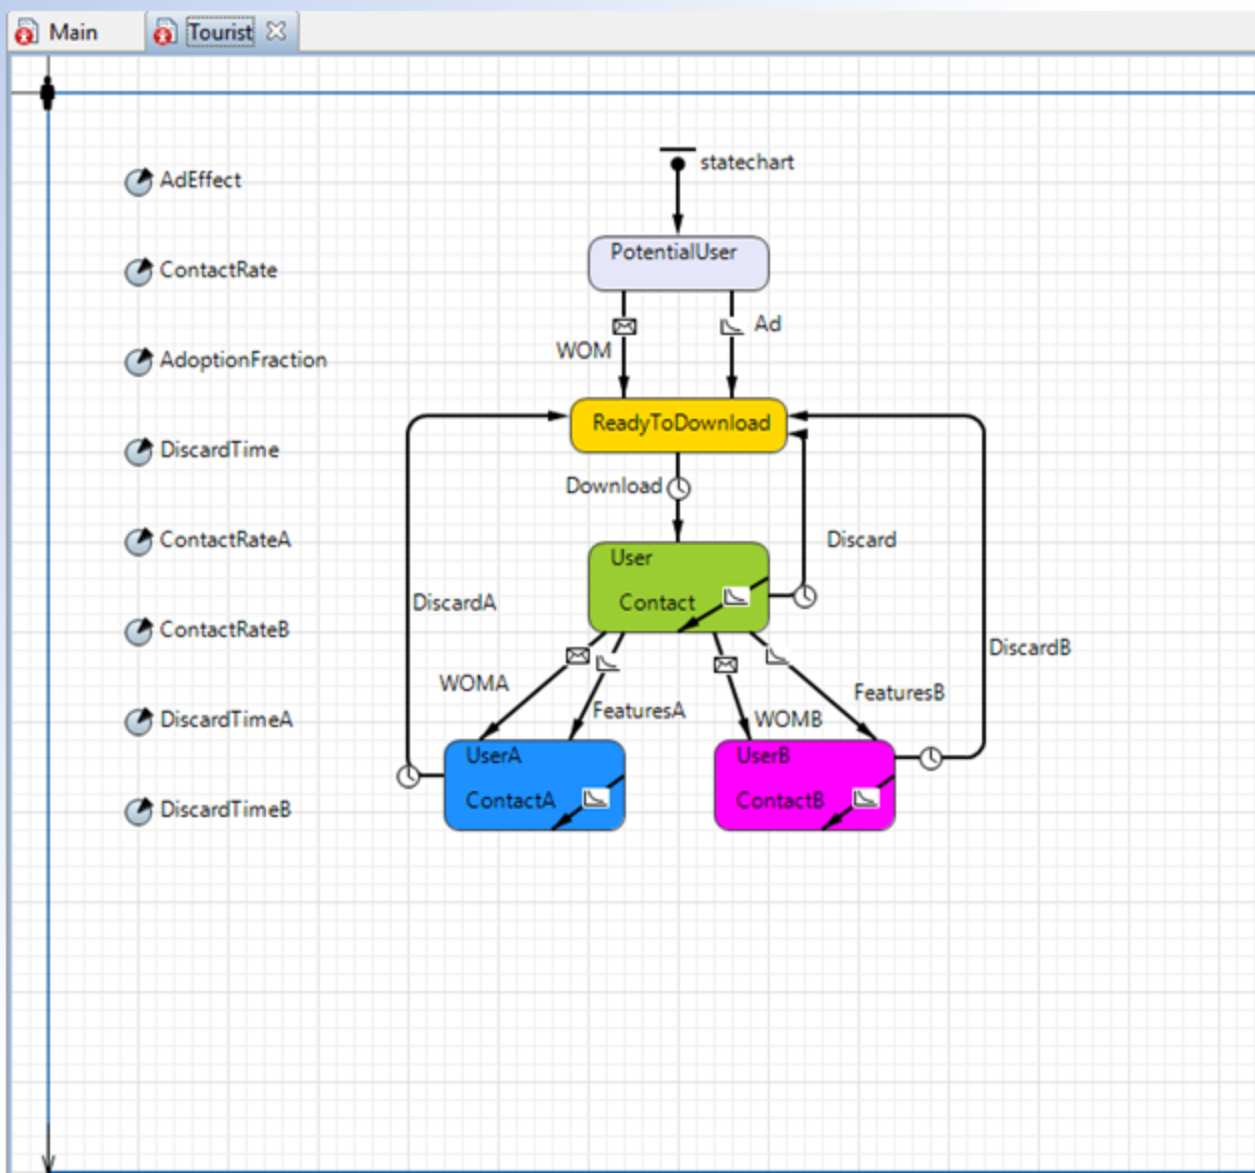 Main
Tourist
statechart
AdEffect
PotentialUser
ContactRate
Ad
WOM
AdoptionFraction
ReadyToDownload
DiscardTime
Download
ContactRateA
Discard
User
Contact
DiscardA
ContactRateB
DiscardB
WOMA
FeaturesB
FeaturesA
WOMB
DiscardTimeA
UserA
UserB
ContactA
ContactB
DiscardTimeB